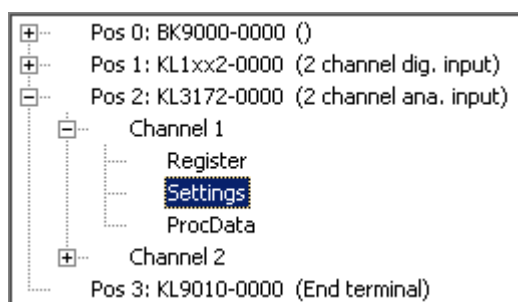 Pos 0: BK9000-0000 ()
Pos 1: KL1xx2-0000 (2 channel dig. input)
Pos 2: KL3172-0000 (2 channel ana. input)
Channel 1
Register
Settings
ProcData
Channel 2
Pos 3: KL9010-0000 (End terminal)